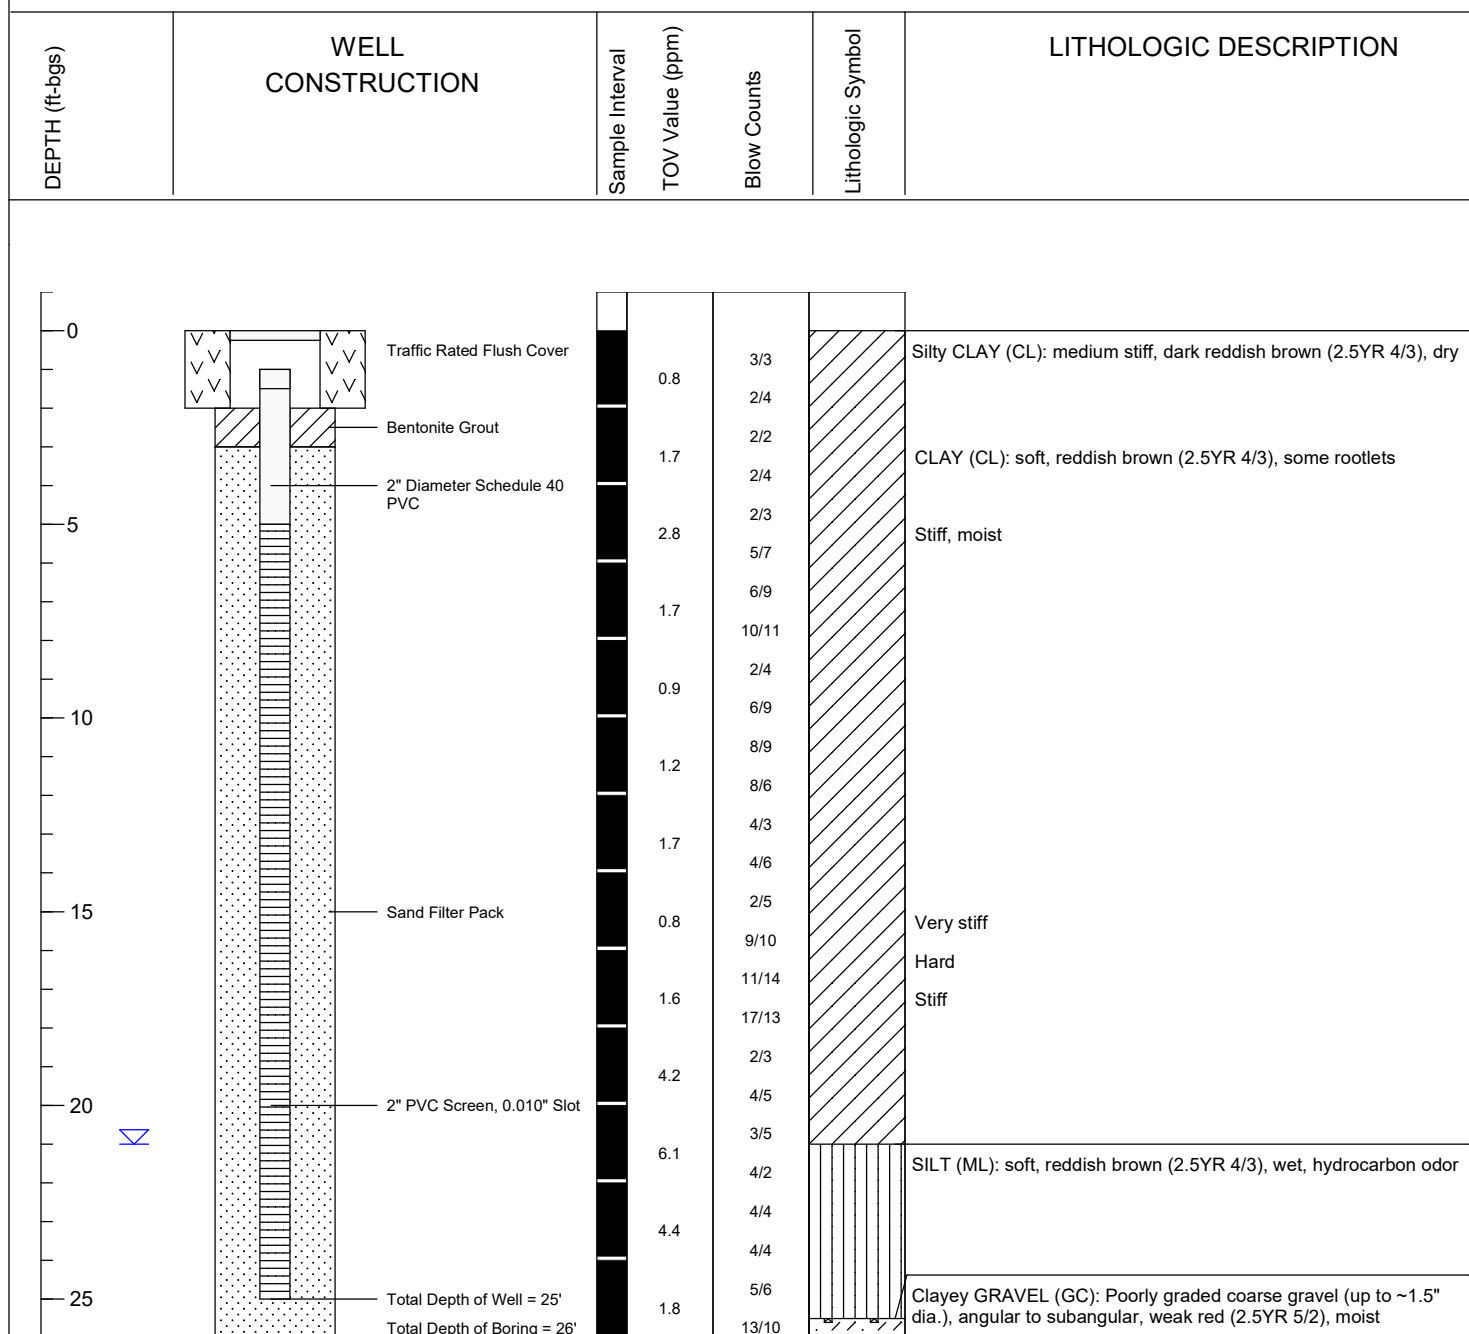 DEPTH (ft-bgs)
WELL
CONSTRUCTION
Sample Interval
TOV Value (ppm)
Blow Counts
Lithologic Symbol
LITHOLOGIC DESCRIPTION
0
Traffic Rated Flush Cover
3/3
Silty CLAY (CL): medium stiff, dark reddish brown (2.5YR 4/3), dry
0.8
2/4
Bentonite Grout
2/2
1.7
CLAY (CL): soft, reddish brown (2.5YR 4/3), some rootlets
2/4
2" Diameter Schedule 40
PVC
2/3
5
2.8
Stiff, moist
5/7
6/9
1.7
10/11
2/4
0.9
6/9
10
8/9
1.2
8/6
4/3
1.7
4/6
2/5
15
Sand Filter Pack
0.8
Very stiff
9/10
Hard
11/14
1.6
Stiff
17/13
2/3
4.2
4/5
20
2" PVC Screen, 0.010" Slot
3/5
6.1
SILT (ML): soft, reddish brown (2.5YR 4/3), wet, hydrocarbon odor
4/2
4/4
4.4
4/4
5/6
25
Total Depth of Well = 25'
1.8
Clayey GRAVEL (GC): Poorly graded coarse gravel (up to ~1.5"
dia.), angular to subangular, weak red (2.5YR 5/2), moist
Total Depth of Boring = 26'
13/10